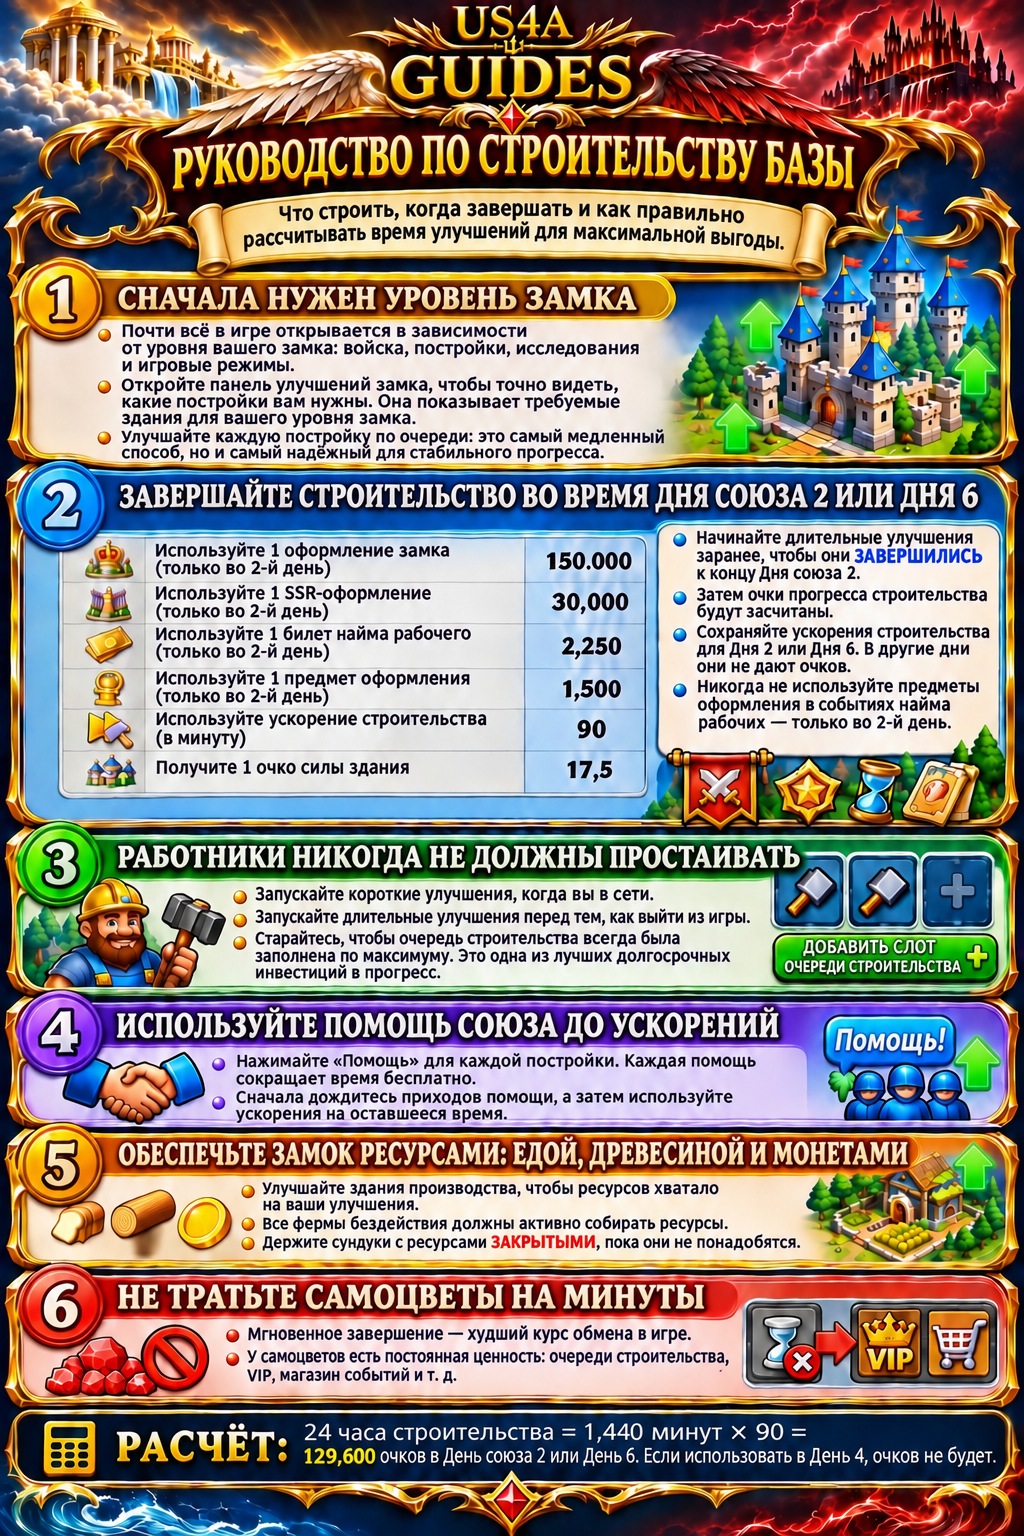 US4A
GUIDES
РУКОВОДСТВО ПО СТРОИТЕЛЬСТВУ БАЗЫ
Что строить, когда завершать и как правильно
рассчитывать время улучшений для максимальной выгоды.
1
СНАЧАЛА НУЖЕН УРОВЕНЬ ЗАМКА
Почти всё в игре открывается в зависимости
от уровня вашего замка: войска, постройки, исследования
и игровые режимы.
Откройте панель улучшений замка, чтобы точно видеть,
какие постройки вам нужны. Она показывает требуемые
здания для вашего уровня замка.
Улучшайте каждую постройку по очереди: это самый медленный
способ, но и самый надёжный для стабильного прогресса.
2
ЗАВЕРШАЙТЕ СТРОИТЕЛЬСТВО ВО ВРЕМЯ ДНЯ СОЮЗА 2 ИЛИ ДНЯ 6
Используйте 1 оформление замка
(только во 2-й день)
150.000
Используйте 1 SSR-оформление
(только во 2-й день)
30,000
Используйте 1 билет найма рабочего
(только во 2-й день)
2,250
Используйте 1 предмет оформления
(только во 2-й день)
1,500
Используйте ускорение строительства
(в минуту)
90
Получите 1 очко силы здания
17,5
Начинайте длительные улучшения
заранее, чтобы они ЗАВЕРШИЛИСЬ
к концу Дня союза 2.
Затем очки прогресса строительства
будут засчитаны.
Сохраняйте ускорения строительства
для Дня 2 или Дня 6. В другие дни
они не дают очков.
Никогда не используйте предметы
оформления в событиях найма
рабочих — только во 2-й день.
3
РАБОТНИКИ НИКОГДА НЕ ДОЛЖНЫ ПРОСТАИВАТЬ
Запускайте короткие улучшения, когда вы в сети.
Запускайте длительные улучшения перед тем, как выйти из игры.
Старайтесь, чтобы очередь строительства всегда была
заполнена по максимуму. Это одна из лучших долгосрочных
инвестиций в прогресс.
ДОБАВИТЬ СЛОТ
ОЧЕРЕДИ СТРОИТЕЛЬСТВА +
4
ИСПОЛЬЗУЙТЕ ПОМОЩЬ СОЮЗА ДО УСКОРЕНИЙ
Нажимайте «Помощь» для каждой постройки. Каждая помощь
сокращает время бесплатно.
Сначала дождитесь приходов помощи, а затем используйте
ускорения на оставшееся время.
Помощь!
5
ОБЕСПЕЧЬТЕ ЗАМОК РЕСУРСАМИ: ЕДОЙ, ДРЕВЕСИНОЙ И МОНЕТАМИ
Улучшайте здания производства, чтобы ресурсов хватало
на ваши улучшения.
Все фермы бездействия должны активно собирать ресурсы.
Держите сундуки с ресурсами ЗАКРЫТЫМИ, пока они не понадобятся.
6
НЕ ТРАТЬТЕ САМОЦВЕТЫ НА МИНУТЫ
Мгновенное завершение — худший курс обмена в игре.
У самоцветов есть постоянная ценность: очереди строительства,
VIP, магазин событий и т. д.
VIP
РАСЧЁТ:
24 часа строительства = 1,440 минут × 90 =
129,600 очков в День союза 2 или День 6. Если использовать в День 4, очков не будет.